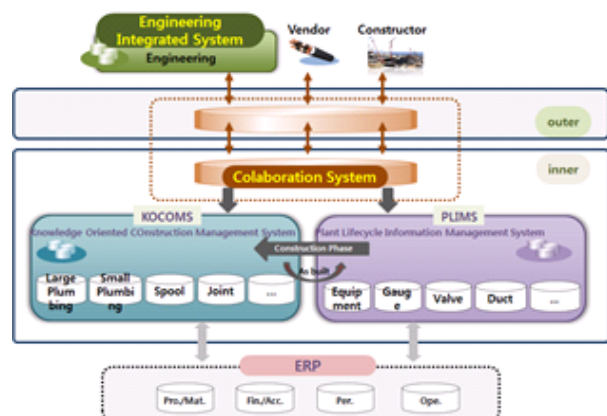 Engineering
Integrated System
Engineering
Vendor
Constructor
outer
inner
Colaboration System
KOCOMS
Knowledge Oriented COnstruction Management System
PLIMS
Plant Lifecycle Information Management System
Construction Phase
As built
Large
Plum
bing
Small
Plumbi
ng
Spool
Joint
...
Equip
ment
Gaug
e
Valve
Duct
...
ERP
Pro./Mat.
Fin./Acc.
Per.
Ope.